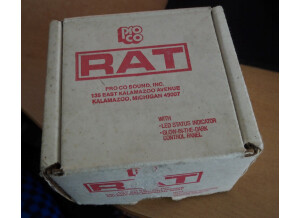 PRO
CO
RAT
PRO CO SOUND, INC.
135 EAST KALAMAZOO AVENUE
KALAMAZOO, MICHIGAN 49007
WITH
•LED STATUS INDICATOR
•GLOW-IN-THE-DARK
CONTROL PANEL
RAT